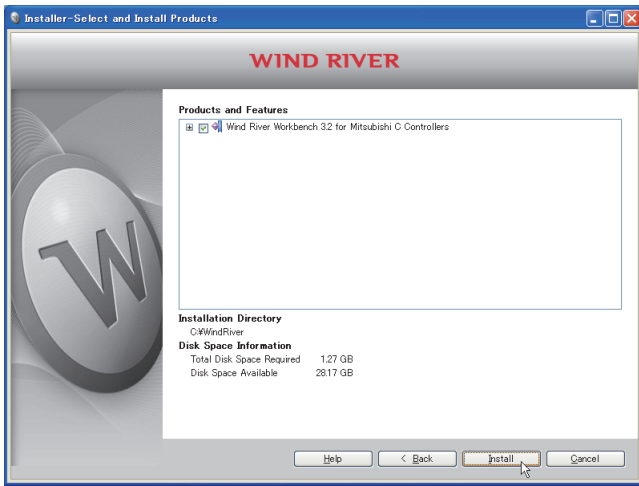 Installer-Select and Install Products
WIND RIVER
Products and Features
Wind River Workbench 3.2 for Mitsubishi C Controllers
W
Installation Directory
C:¥WindRiver
Disk Space Information
Total Disk Space Required 1.27 GB
Disk Space Available 28.17 GB
Help < Back Install Cancel